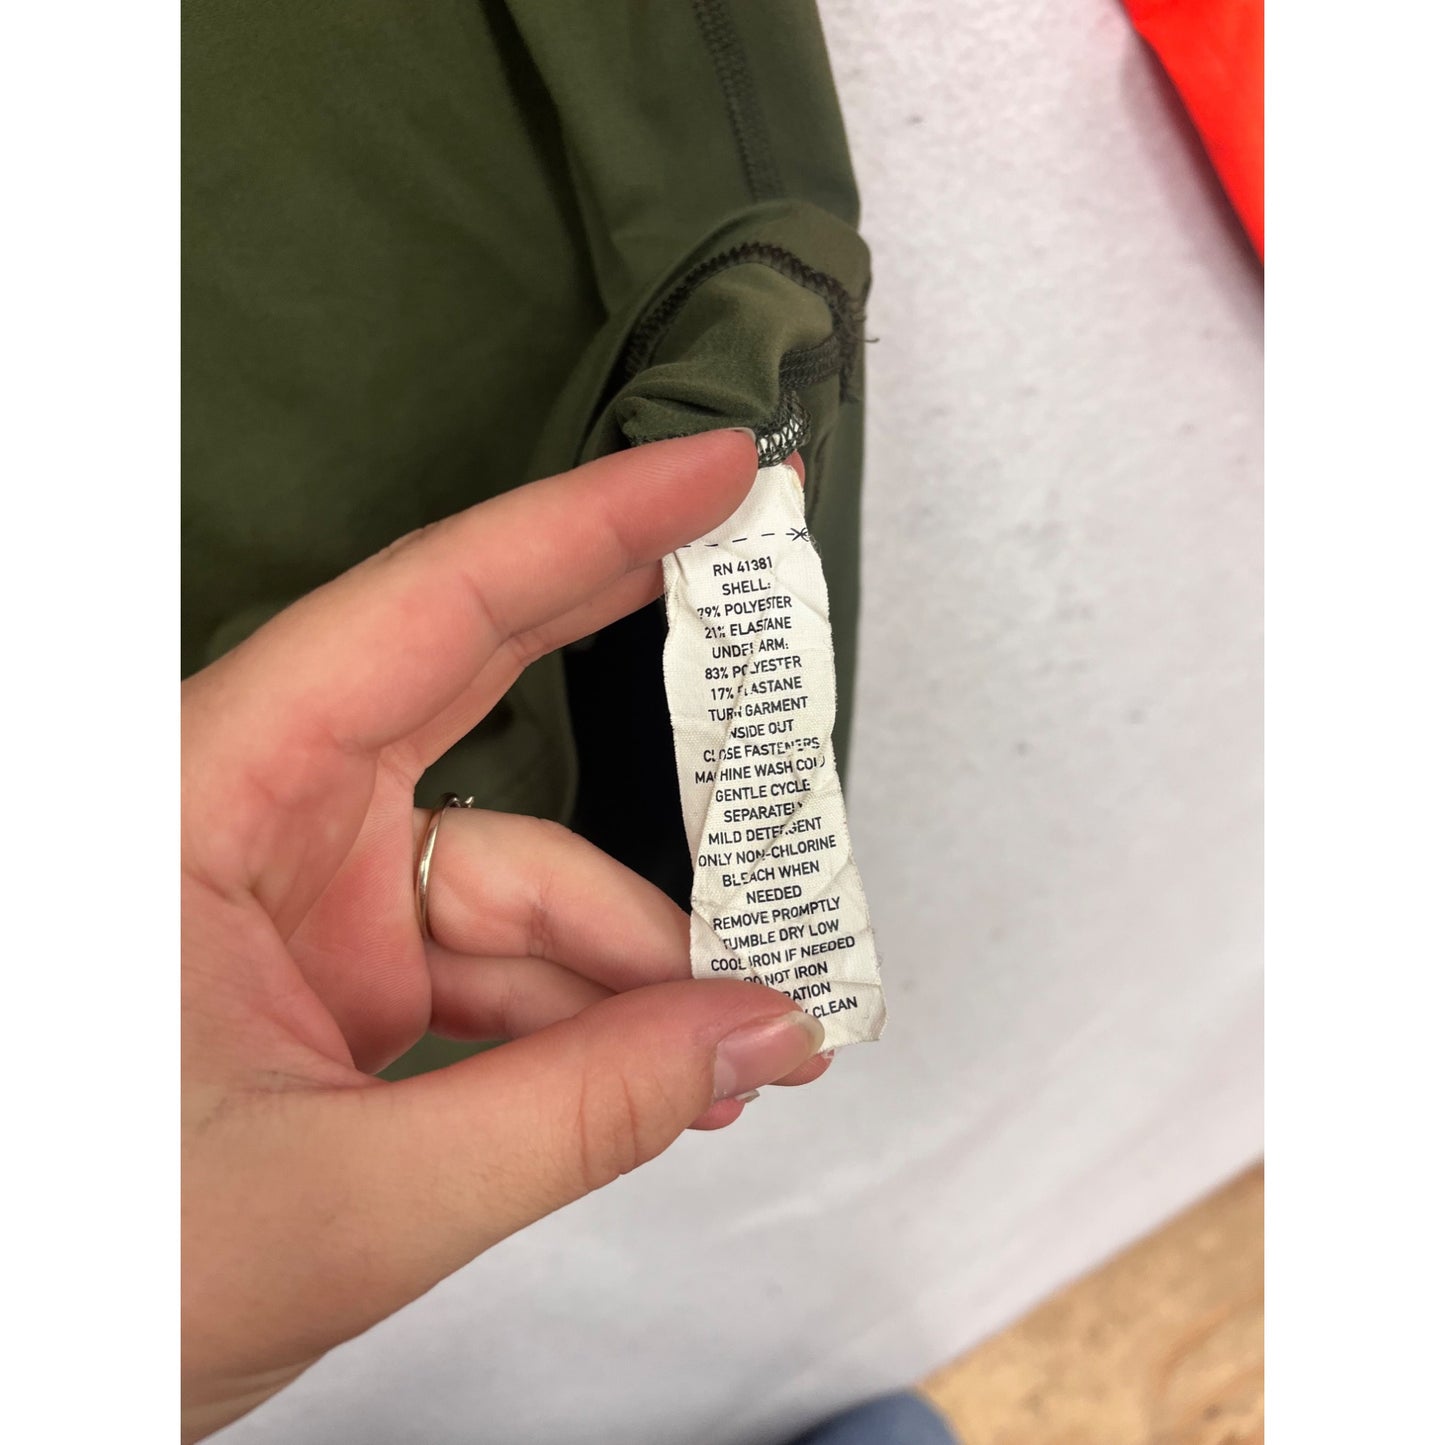 RN 41381
SHELL:
79% POLYESTER
21% ELASTANE
UNDERARM:
83% POLYESTER
17% ELASTANE
TURN GARMENT
INSIDE OUT
CLOSE FASTENERS
MACHINE WASH COLD
GENTLE CYCLE
SEPARATELY
MILD DETERGENT
ONLY NON-CHLORINE
BLEACH WHEN
NEEDED
REMOVE PROMPTLY
TUMBLE DRY LOW
COOL IRON IF NEEDED
DO NOT IRON
CLEAN